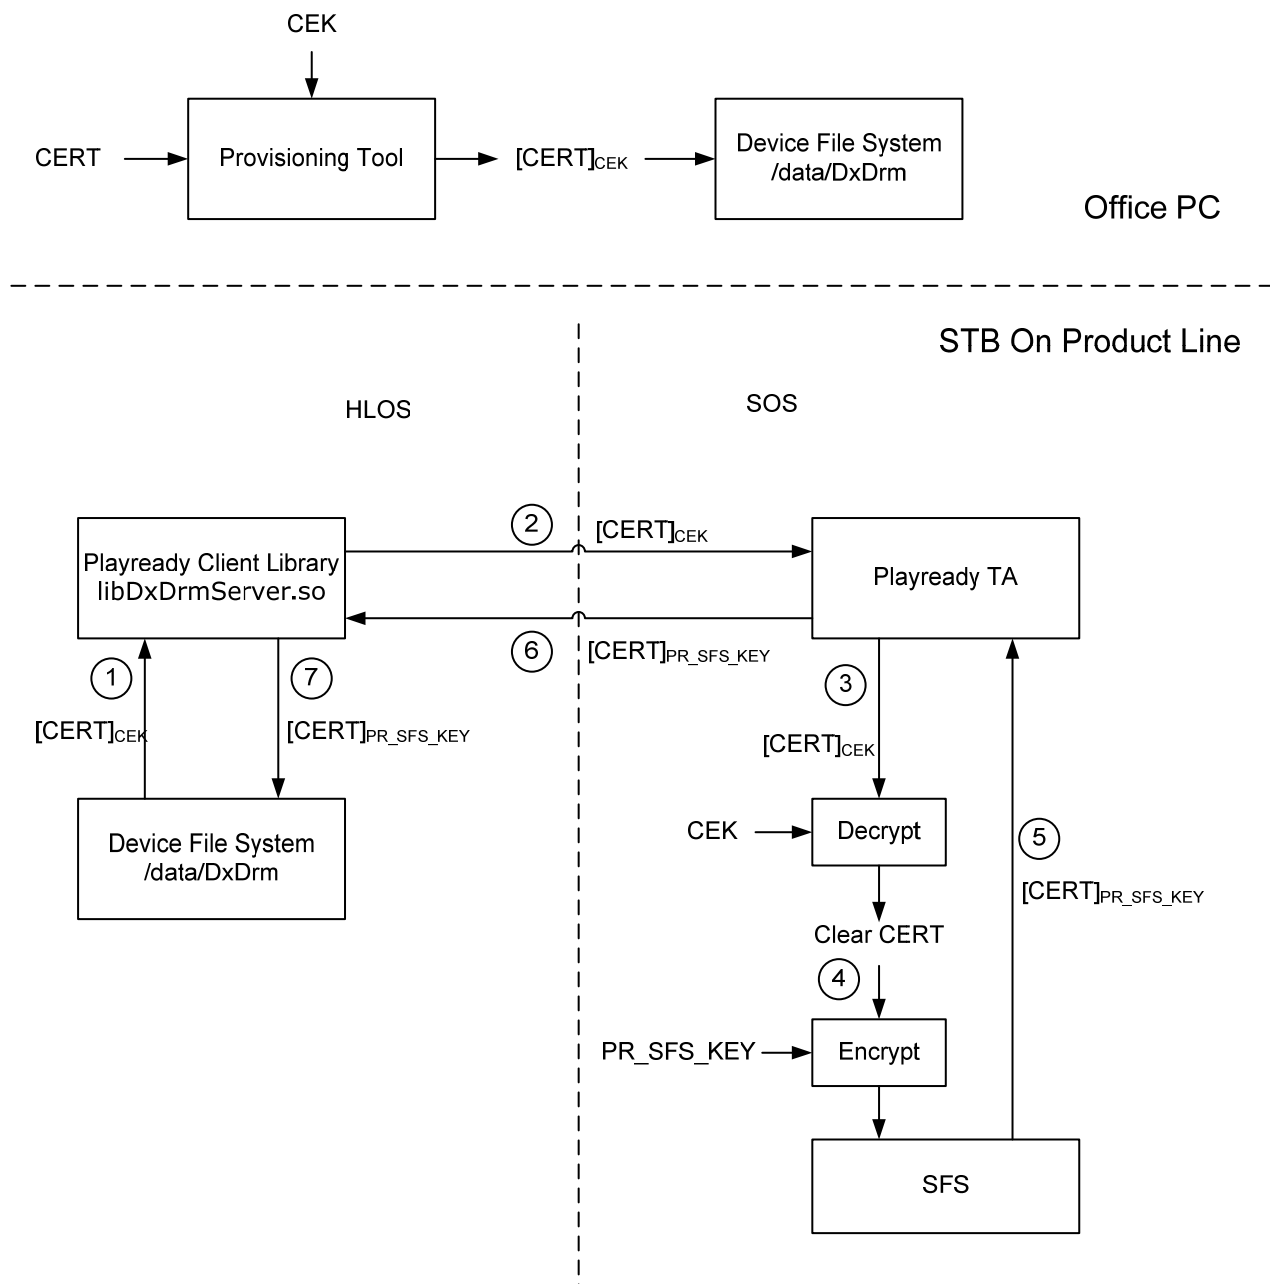 CEK
CERT
Provisioning Tool
[CERT]CEK
Device File System
/data/DxDrm
Office PC
STB On Product Line
HLOS
SOS
2
[CERT]CEK
Playready Client Library
libDxDrmServer.so
Playready TA
6
[CERT]PR_SFS_KEY
1
7
3
[CERT]CEK
[CERT]PR_SFS_KEY
[CERT]CEK
Device File System
/data/DxDrm
CEK
Decrypt
5
[CERT]PR_SFS_KEY
Clear CERT
4
PR_SFS_KEY
Encrypt
SFS